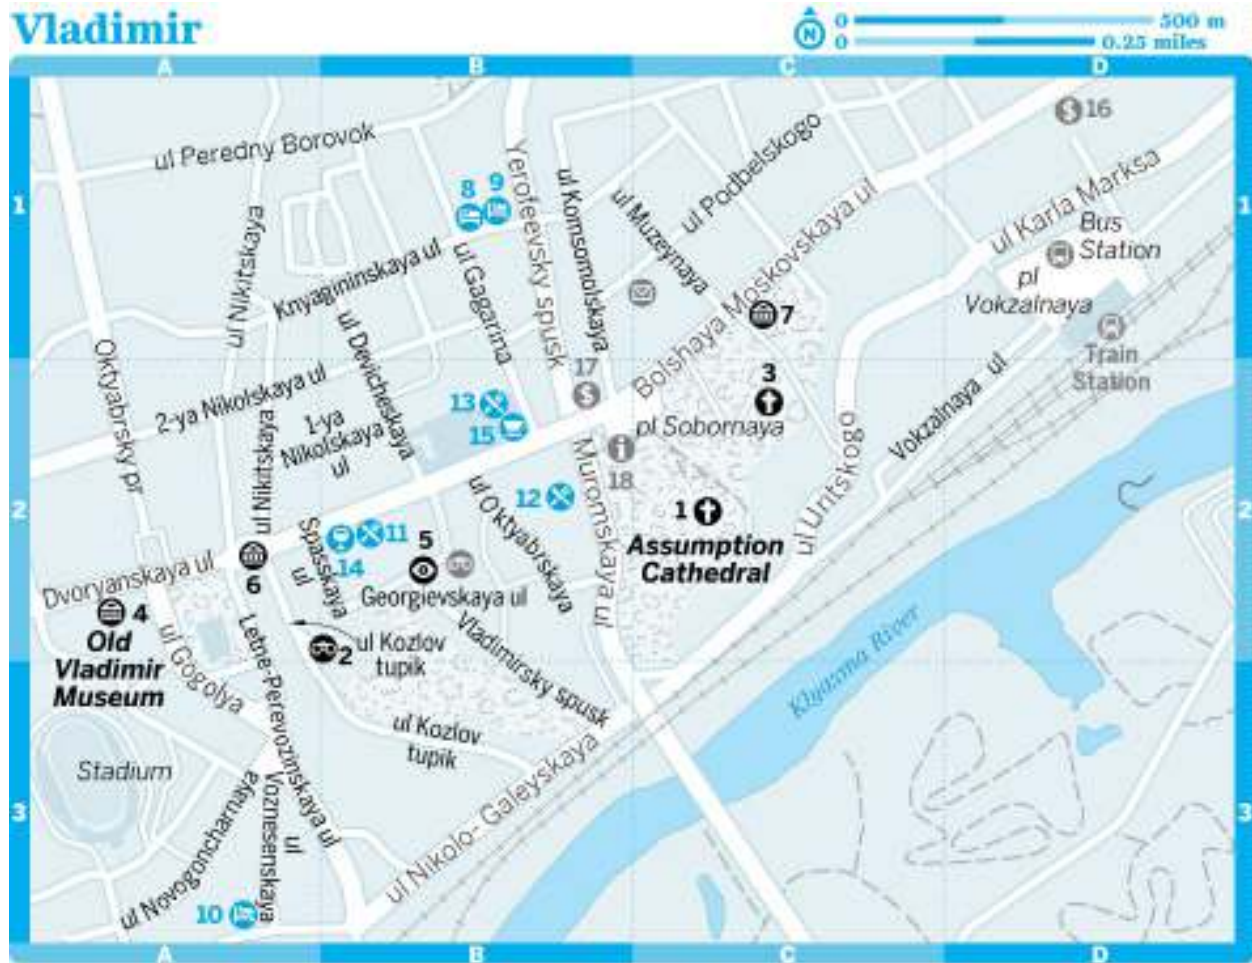 Vladimir
0 500 m
0 0.25 miles
A B C D
1 1
2 2
3 3
16
ul Peredny Borovok
Yerofeevsky spusk
ul Komsomolskaya
ul Muzeynaya
ul Podbelskogo
ul Karla Marksa
Bus
Station
pl
Vokzalnaya
Train
Station
8 9
ul Nikitskaya
Knyagininskaya ul
ul Gagarina
ul Devicheskaya
Bolshaya Moskovskaya ul
7
3
17
Oktyabrsky pr
2-ya Nikolskaya ul
1-ya
Nikolskaya
ul
13
15
pl Sobornaya
18
Vokzalnaya ul
ul Nikitskaya
ul Oktyabrskaya
12
Muromskaya ul
1
Assumption
Cathedral
ul Untskogo
Dvoryanskaya ul
6
Spasskaya
ul
14
11
5
Georgievskaya ul
4
Old
Vladimir
Museum
ul Gogolya
Letne-Perevozinskaya ul
2
ul Kozlov
tupik
Vladimirsky spusk
Klyazma River
ul Kozlov
tupik
Stadium
ul Nikolo- Galeyskaya
ul Novogoncharnaya
ul
Voznesenskaya
10
A B C D
N